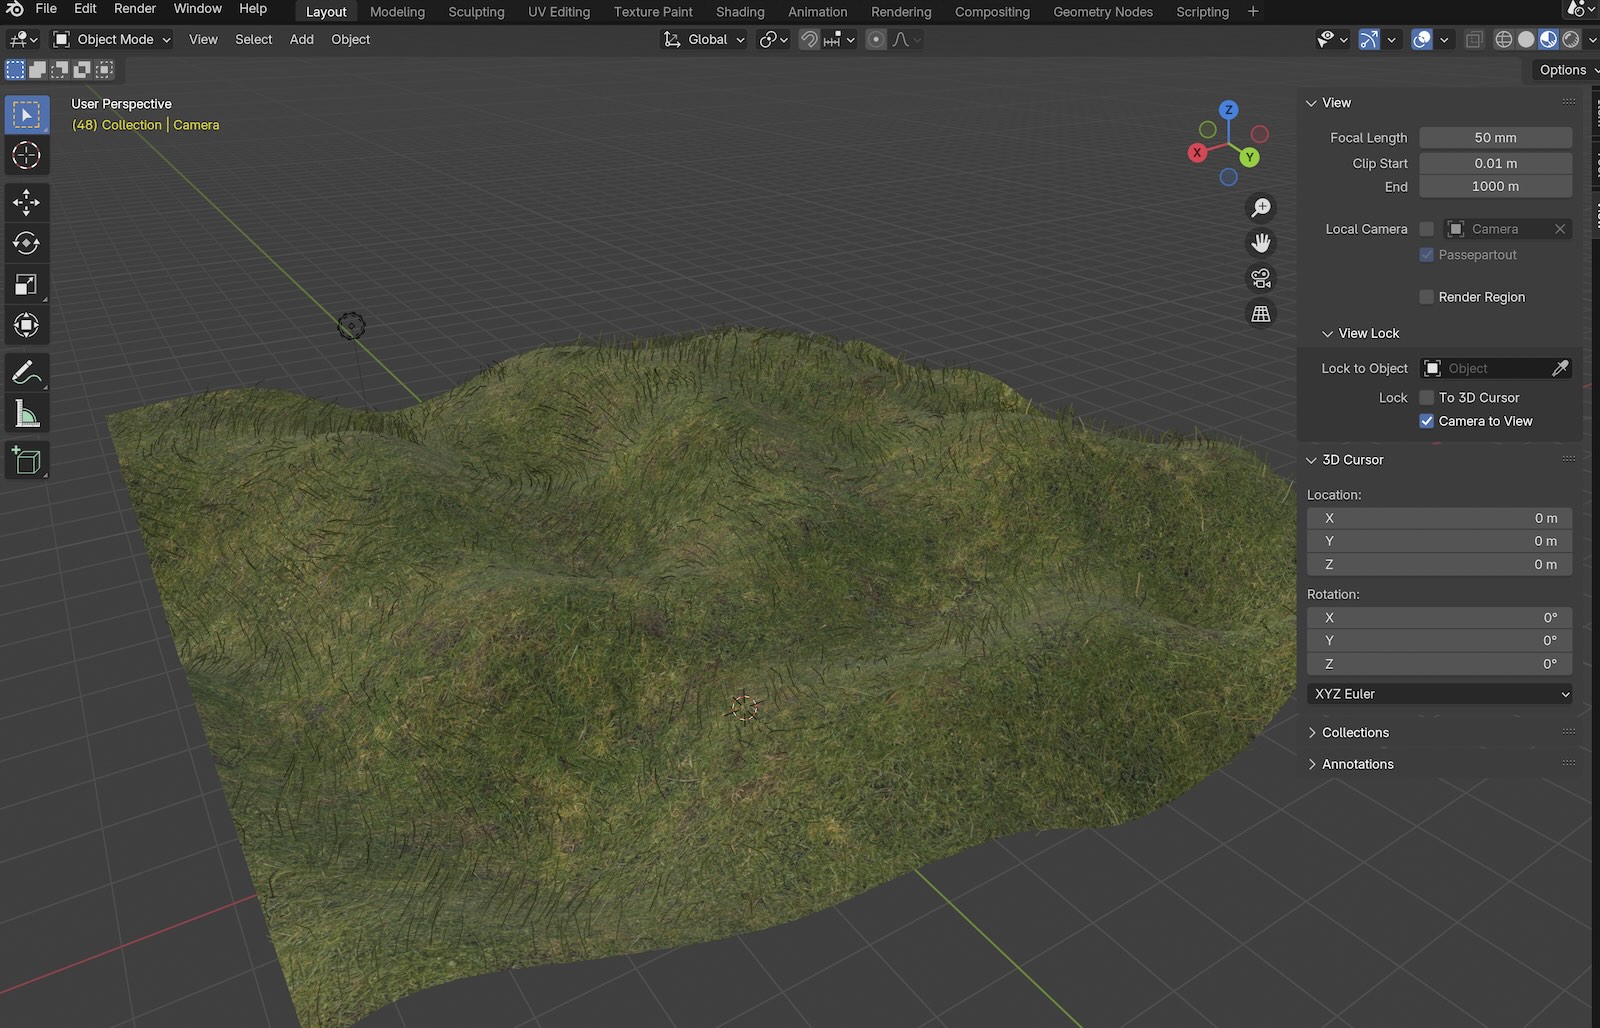 File Edit Render Window Help Layout Modeling Sculpting UV Editing Texture Paint Shading Animation Rendering Compositing Geometry Nodes Scripting +
Object Mode View Select Add Object Global
Options
User Perspective
(48) Collection | Camera
Z
X
Y
View
Focal Length 50 mm
Clip Start 0.01 m
End 1000 m
Local Camera Camera
Passepartout
Render Region
View Lock
Lock to Object Object
Lock To 3D Cursor
Camera to View
3D Cursor
Location:
X 0 m
Y 0 m
Z 0 m
Rotation:
X 0°
Y 0°
Z 0°
XYZ Euler
Collections
Annotations